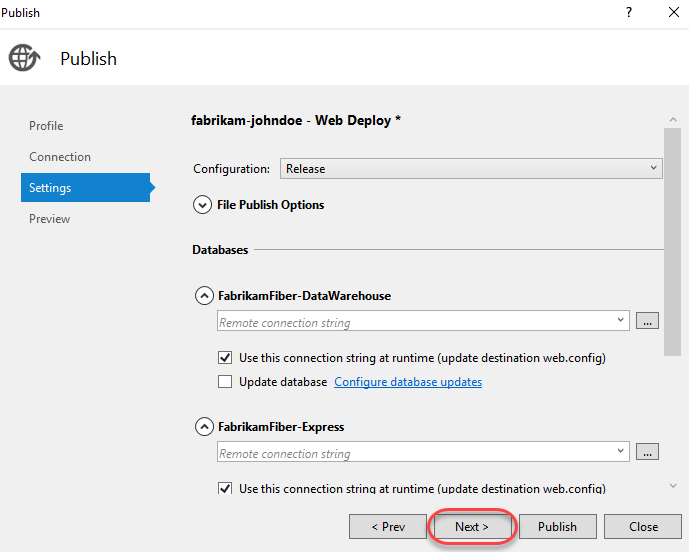 Publish
?
Publish
Profile
Connection
Settings
Preview
fabrikam-johndoe - Web Deploy *
Configuration: Release
File Publish Options
Databases
FabrikamFiber-DataWarehouse
Remote connection string
...
Use this connection string at runtime (update destination web.config)
Update database Configure database updates
FabrikamFiber-Express
Remote connection string
...
Use this connection string at runtime (update destination web.config)
< Prev Next > Publish Close